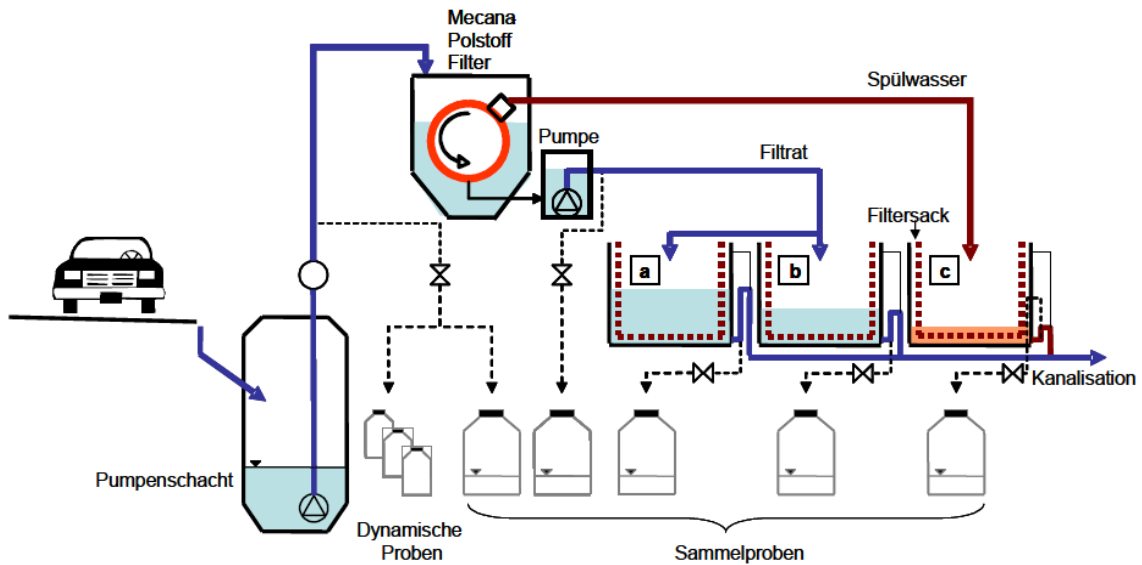 Mecana
Polstoff
Filter
Spülwasser
Pumpe
Filtrat
Filtersack
a
b
c
Kanalisation
Pumpenschacht
Dynamische
Proben
Sammelproben